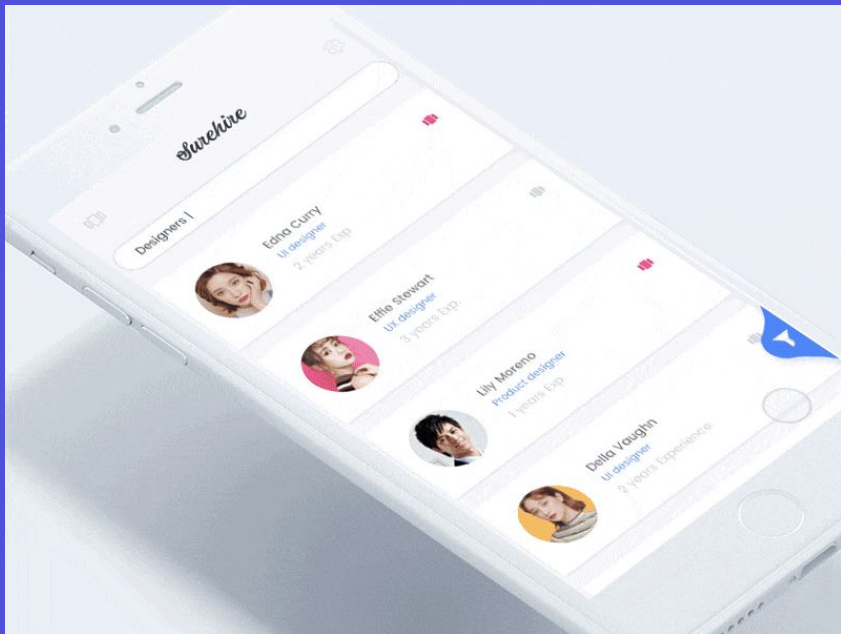 Surehire
Designers
Edna Curry
UI designer
2 years Exp
Effie Stewart
UX designer
3 years Exp.
Lily Moreno
Product designer
1 years Exp
Della Vaughn
UI designer
2 years Experience.